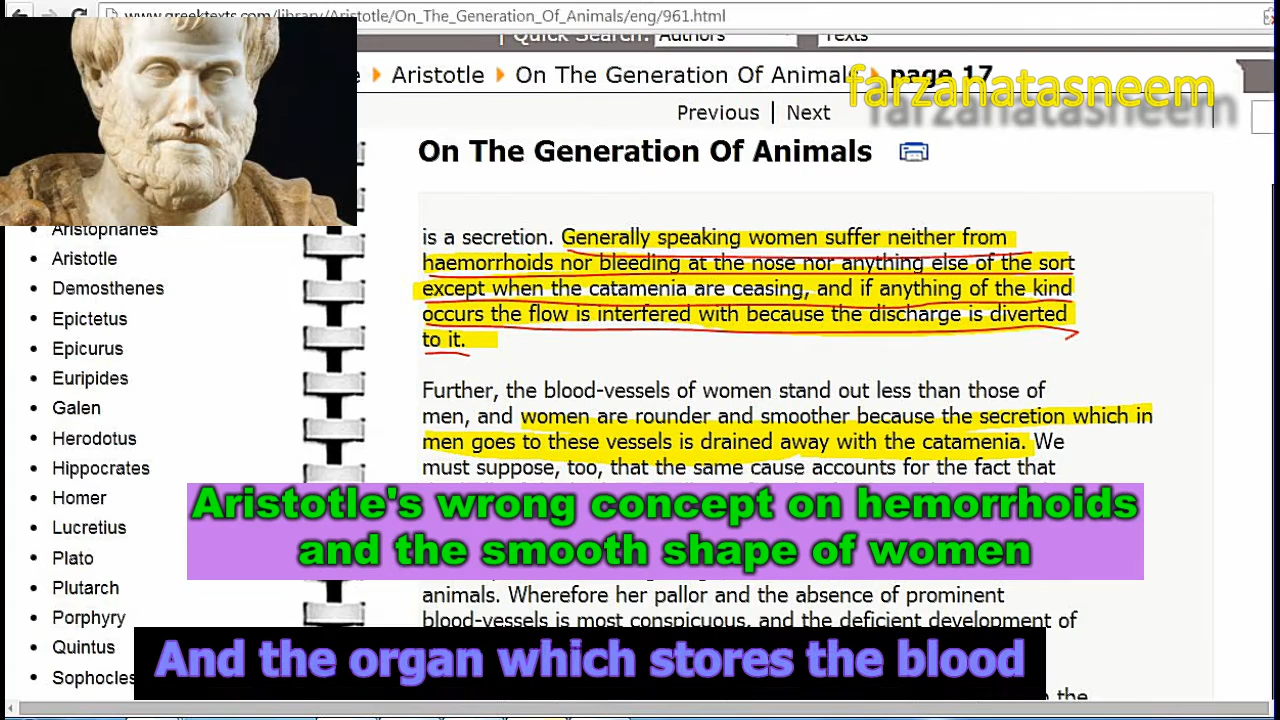 www.greektexts.com/library/Aristotle/On_The_Generation_Of_Animals/eng/961.html
Quick Search: Authors Texts
Aristotle On The Generation Of Animals page 17
farzanatasneem
Previous | Next
On The Generation Of Animals
Aristophanes
Aristotle
Demosthenes
Epictetus
Epicurus
Euripides
Galen
Herodotus
Hippocrates
Homer
Lucretius
Plato
Plutarch
Porphyry
Quintus
Sophocles
is a secretion. Generally speaking women suffer neither from
haemorrhoids nor bleeding at the nose nor anything else of the sort
except when the catamenia are ceasing, and if anything of the kind
occurs the flow is interfered with because the discharge is diverted
to it.
Further, the blood-vessels of women stand out less than those of
men, and women are rounder and smoother because the secretion which in
men goes to these vessels is drained away with the catamenia. We
must suppose, too, that the same cause accounts for the fact that
Aristotle's wrong concept on hemorrhoids
and the smooth shape of women
animals. Wherefore her pallor and the absence of prominent
blood-vessels is most conspicuous, and the deficient development of
And the organ which stores the blood
the